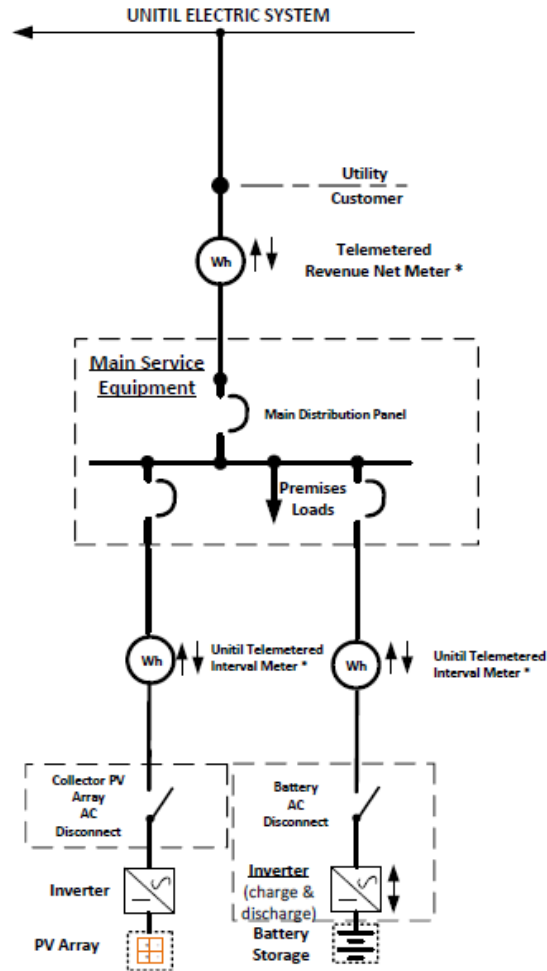 UNITIL ELECTRIC SYSTEM
Utility
Customer
Wh
Telemetered
Revenue Net Meter *
Main Service
Equipment
Main Distribution Panel
Premises
Loads
Wh
Unitil Telemetered
Interval Meter *
Wh
Unitil Telemetered
Interval Meter *
Collector PV
Array
AC
Disconnect
Battery
AC
Disconnect
Inverter
Inverter
(charge &
discharge)
PV Array
Battery
Storage